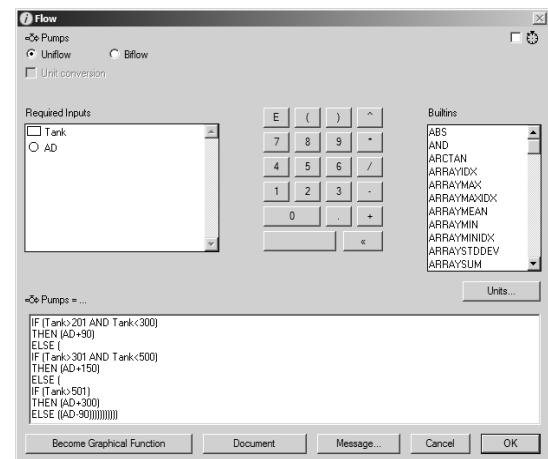 Flow
Pumps
Uniflow Biflow
Unit conversion
Required Inputs
Tank
AD
E ( ) ^
7 8 9 *
4 5 6 /
1 2 3 -
0 . +
«
Builtins
ABS
AND
ARCTAN
ARRAYIDX
ARRAYMAX
ARRAYMAXIDX
ARRAYMEAN
ARRAYMIN
ARRAYMINIDX
ARRAYSTDDEV
ARRAYSUM
Units...
Pumps = ...
IF (Tank>201 AND Tank<300)
THEN (AD+90)
ELSE (
IF (Tank>301 AND Tank<500)
THEN (AD+150)
ELSE (
IF (Tank>501)
THEN (AD+300)
ELSE ((AD-90)))))))))))
Become Graphical Function Document Message... Cancel OK